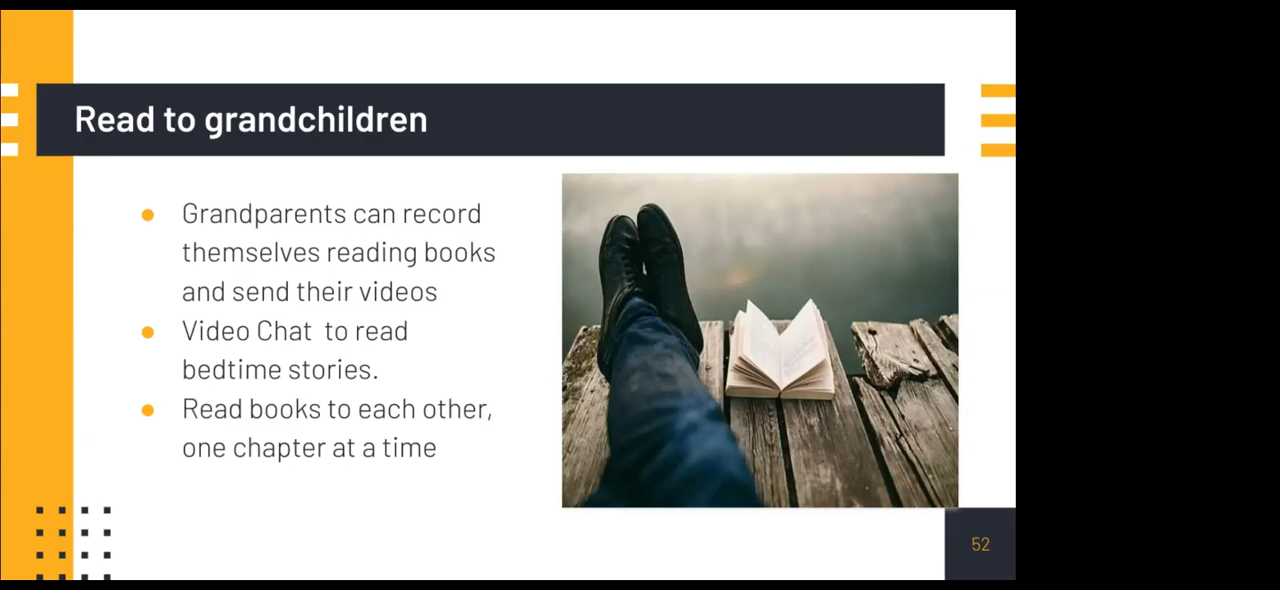 Read to grandchildren
● Grandparents can record
themselves reading books
and send their videos
● Video Chat  to read
bedtime stories.
● Read books to each other,
one chapter at a time
52